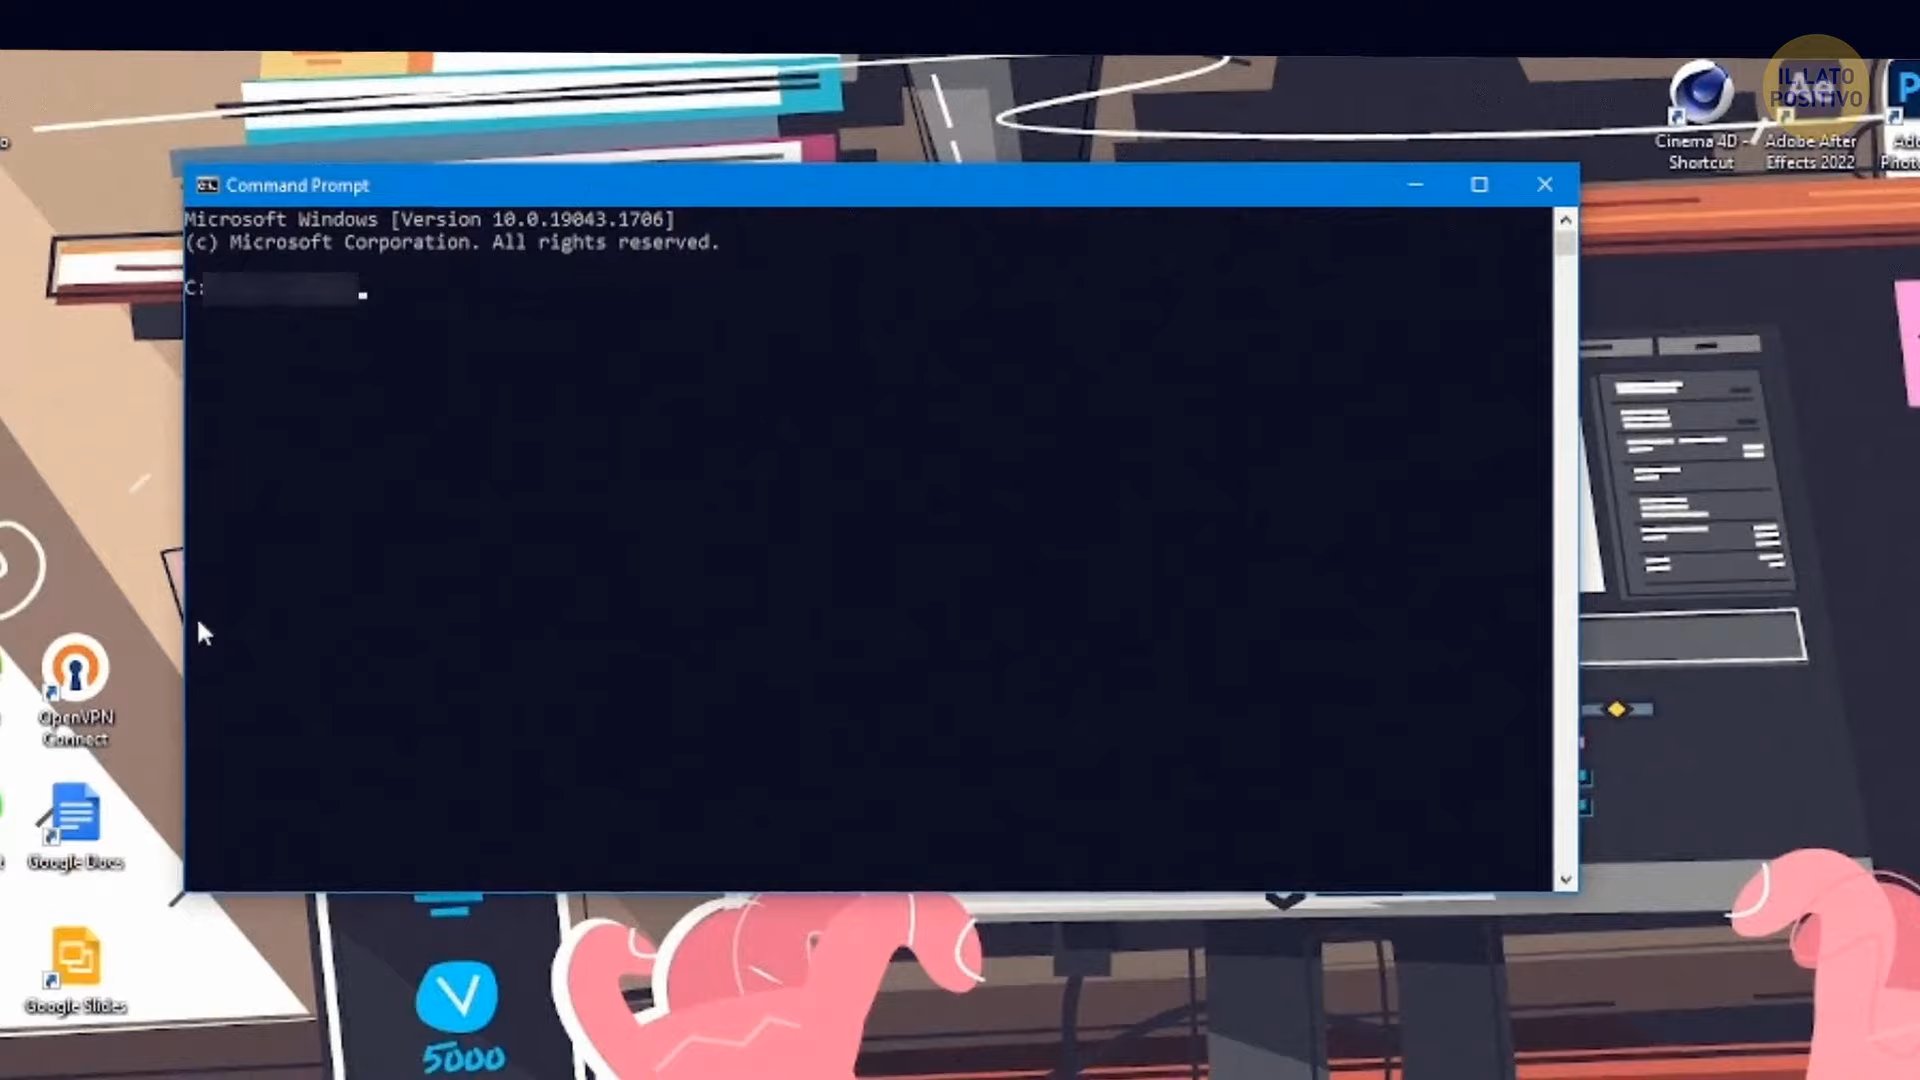 IL LATO
POSITIVO
Cinema 4D -
Shortcut
Adobe After
Effects 2022
Command Prompt
Microsoft Windows [Version 10.0.19043.1706]
(c) Microsoft Corporation. All rights reserved.
C:
OpenVPN
Connect
Google Docs
Google Slides
5000